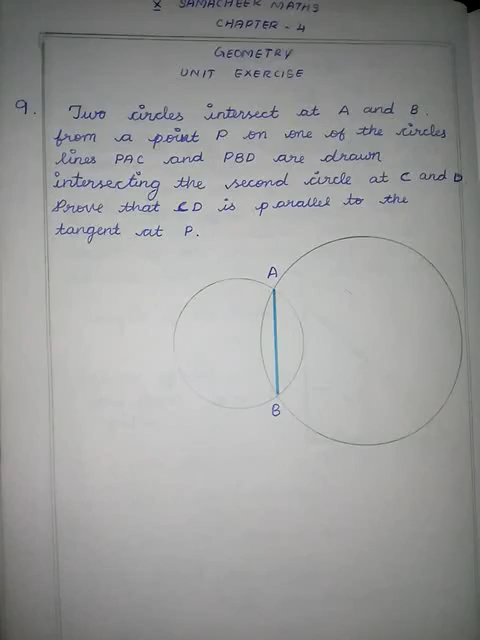 X SAMACHEER MATHS
CHAPTER - 4
GEOMETRY
UNIT EXERCISE
9. Two circles intersect at A and B.
from a point P on one of the circles
lines PAC and PBD are drawn
intersecting the second circle at C and D
Prove that CD is parallel to the
tangent at P.
A
B